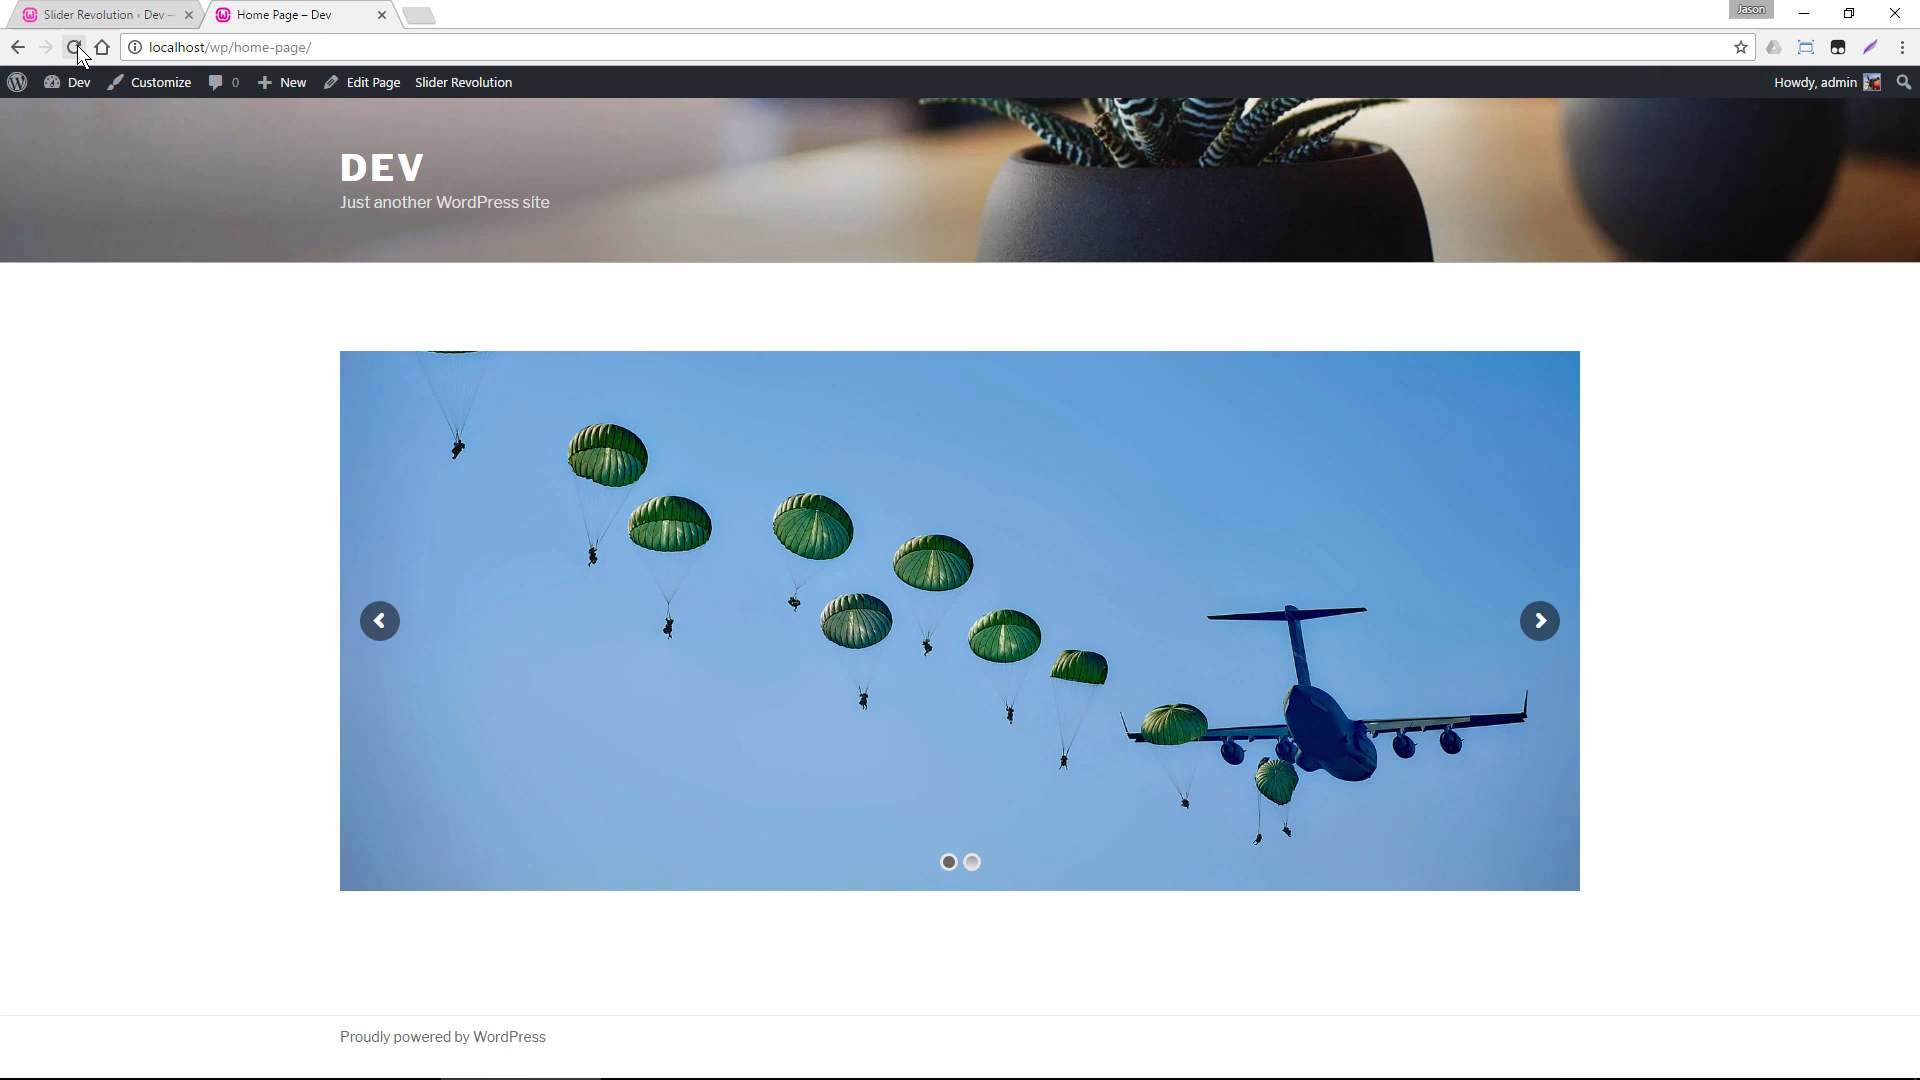 Slider Revolution ‹ Dev —
Home Page – Dev
Jason
localhost/wp/home-page/
Dev
Customize
0
New
Edit Page
Slider Revolution
Howdy, admin
DEV
Just another WordPress site
Proudly powered by WordPress